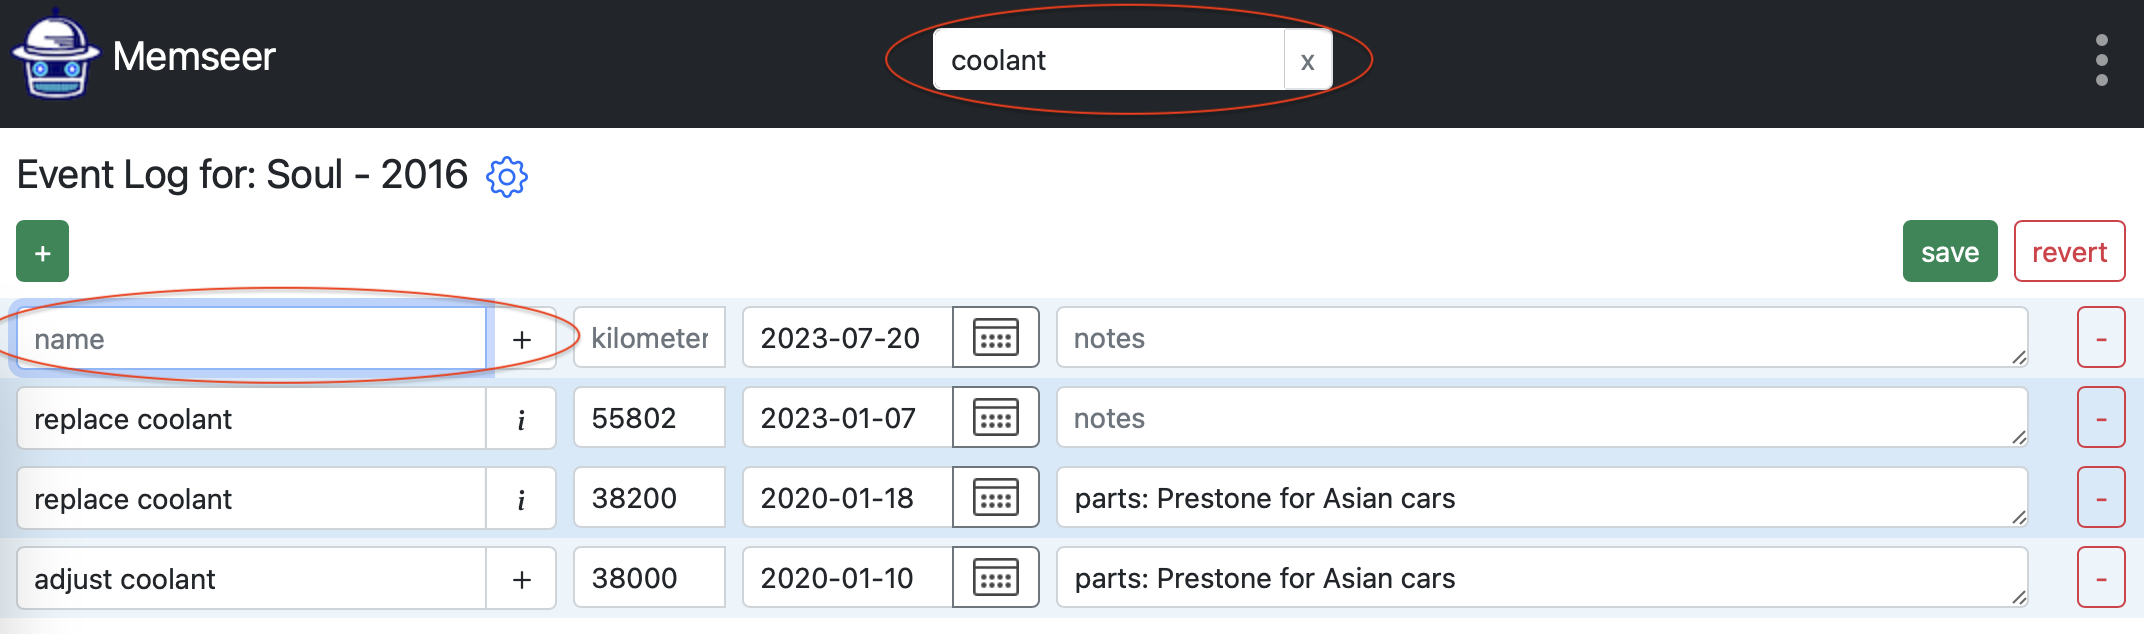 Memseer
coolant x
Event Log for: Soul - 2016
+ save revert
name + kilometer 2023-07-20 notes -
replace coolant i 55802 2023-01-07 notes -
replace coolant i 38200 2020-01-18 parts: Prestone for Asian cars -
adjust coolant + 38000 2020-01-10 parts: Prestone for Asian cars -